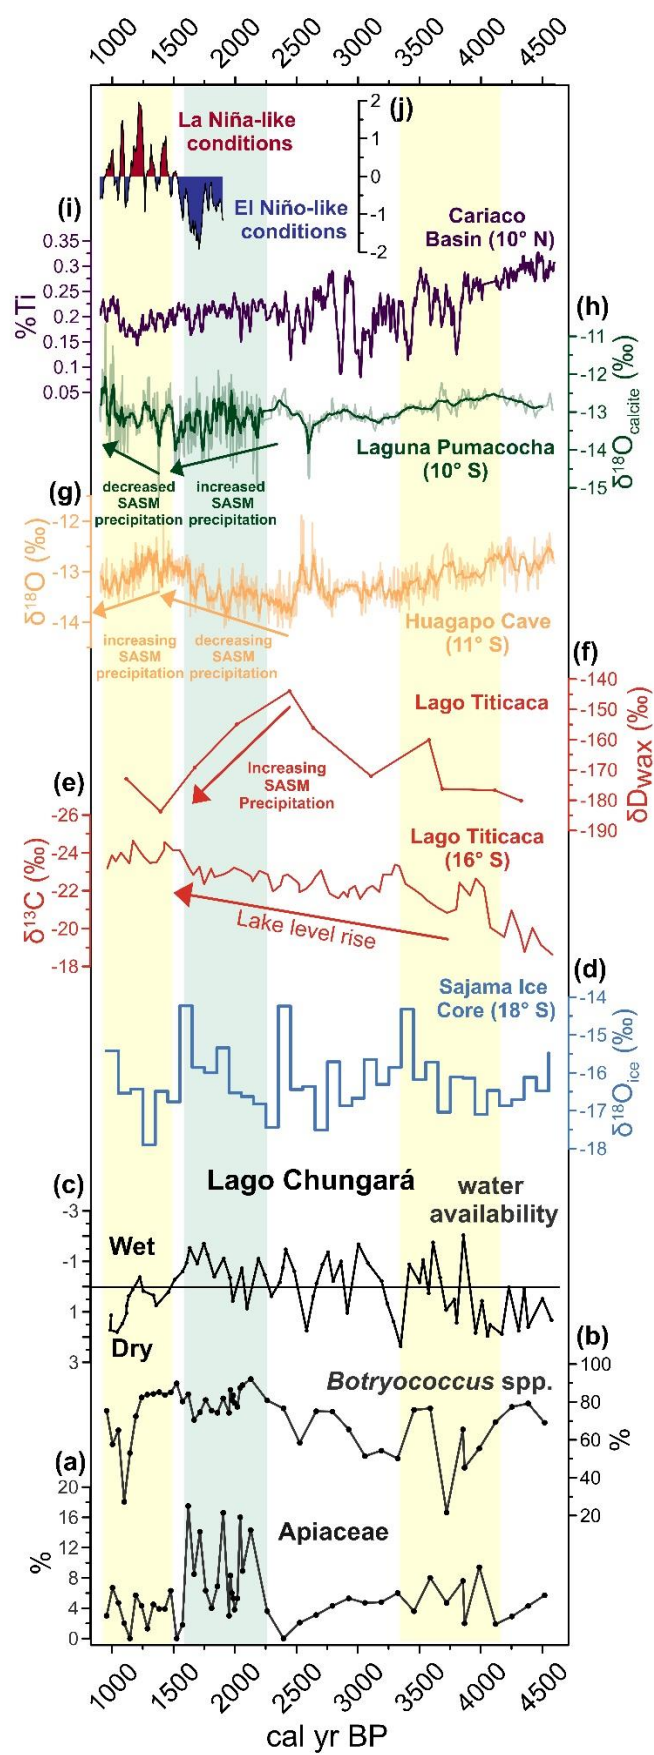 1000 1500 2000 2500 3000 3500 4000 4500
(j)
2
1
0
-1
-2
La Niña-like
conditions
El Niño-like
conditions
(i)
Cariaco
Basin (10° N)
%Ti
0.35
0.3
0.25
0.2
0.15
0.1
0.05
(h)
-11
-12
-13
-14
-15
δ18Ocalcite (‰)
Laguna Pumacocha
(10° S)
decreased
SASM
precipitation
increased
SASM
precipitation
(g)
-12
-13
-14
δ18O (‰)
Huagapo Cave
(11° S)
increasing
SASM
precipitation
decreasing
SASM
precipitation
(f)
-140
-150
-160
-170
-180
-190
δDwax (‰)
Lago Titicaca
Increasing
SASM
Precipitation
(e)
-26
-24
-22
-20
-18
δ13C (‰)
Lago Titicaca
(16° S)
Lake level rise
(d)
-14
-15
-16
-17
-18
δ18Oice (‰)
Sajama Ice
Core (18° S)
Lago Chungará
(c)
-3
-1
1
3
water
availability
Wet
Dry
(b)
100
80
60
40
20
%
Botryococcus spp.
(a)
20
16
12
8
4
0
%
Apiaceae
1000 1500 2000 2500 3000 3500 4000 4500
cal yr BP